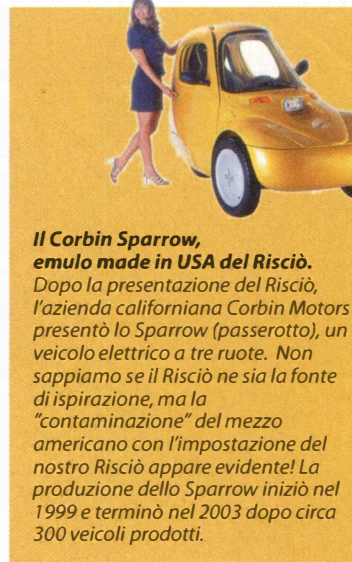 Il Corbin Sparrow,
emulo made in USA del Risciò.
Dopo la presentazione del Risciò,
l'azienda californiana Corbin Motors
presentò lo Sparrow (passerotto), un
veicolo elettrico a tre ruote. Non
sappiamo se il Risciò ne sia la fonte
di ispirazione, ma la
"contaminazione" del mezzo
americano con l'impostazione del
nostro Risciò appare evidente! La
produzione dello Sparrow iniziò nel
1999 e terminò nel 2003 dopo circa
300 veicoli prodotti.